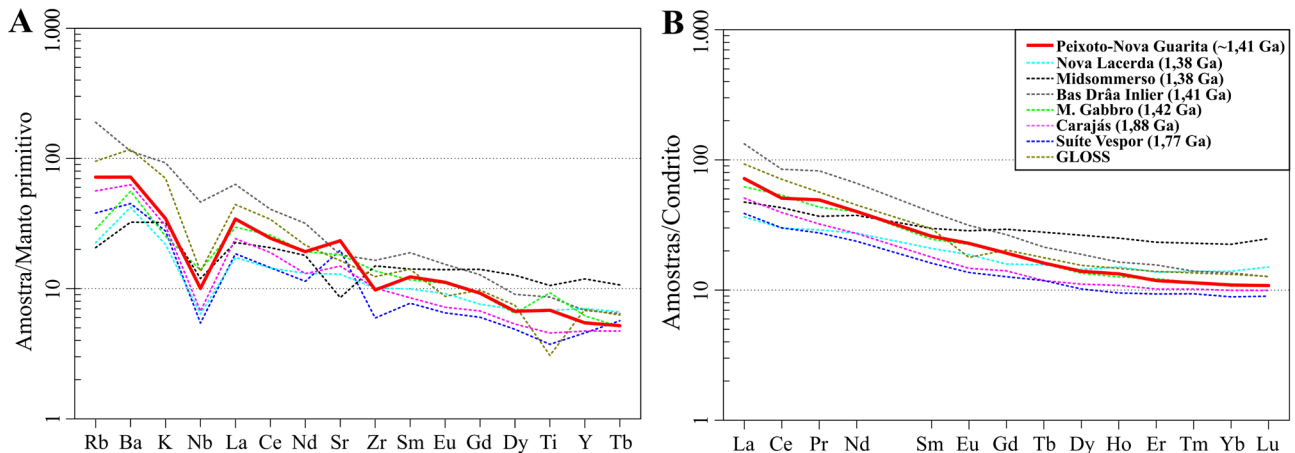 A
Amostra/Manto primitivo
1.000
100
10
1
Rb Ba K Nb La Ce Nd Sr Zr Sm Eu Gd Dy Ti Y Tb
B
Amostras/Condrito
1.000
100
10
1
La Ce Pr Nd Sm Eu Gd Tb Dy Ho Er Tm Yb Lu
Peixoto-Nova Guarita (~1,41 Ga)
Nova Lacerda (1,38 Ga)
Midsommerso (1,38 Ga)
Bas Drâa Inlier (1,41 Ga)
M. Gabbro (1,42 Ga)
Carajás (1,88 Ga)
Suíte Vespor (1,77 Ga)
GLOSS